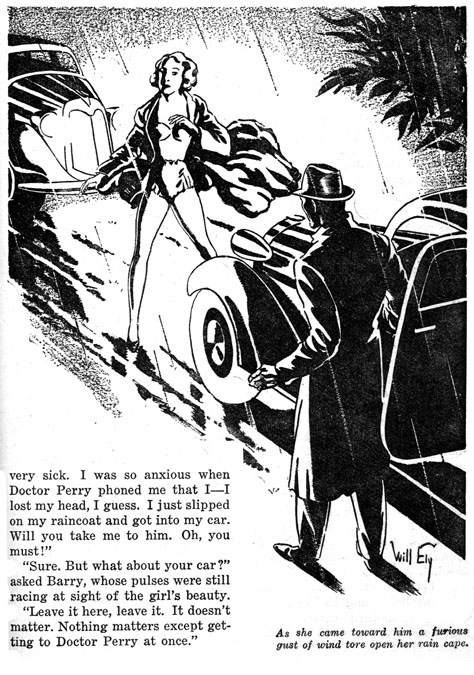 Will Ely
very sick. I was so anxious when
Doctor Perry phoned me that I—I
lost my head, I guess. I just slipped
on my raincoat and got into my car.
Will you take me to him. Oh, you
must!"
"Sure. But what about your car?"
asked Barry, whose pulses were still
racing at sight of the girl's beauty.
"Leave it here, leave it. It doesn't
matter. Nothing matters except get-
ting to Doctor Perry at once."
As she came toward him a furious
gust of wind tore open her rain cape.